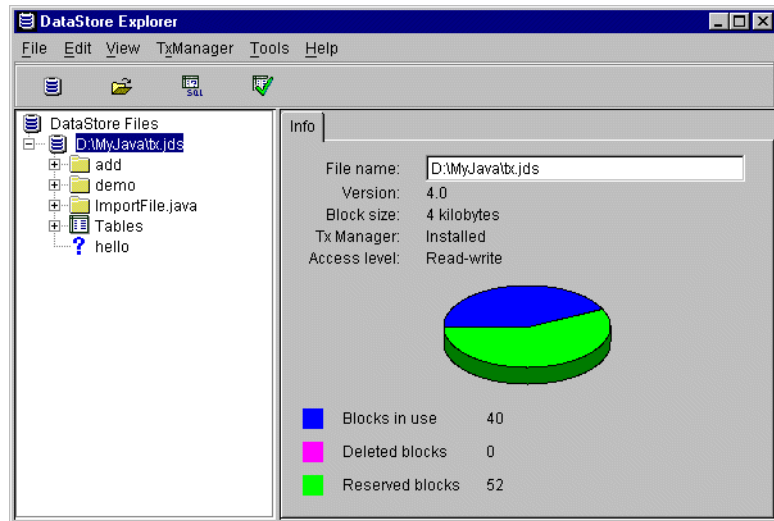 DataStore Explorer
File Edit View TxManager Tools Help
SQL
DataStore Files
D:\MyJava\tx.jds
add
demo
ImportFile.java
Tables
? hello
Info
File name: D:\MyJava\tx.jds
Version: 4.0
Block size: 4 kilobytes
Tx Manager: Installed
Access level: Read-write
Blocks in use 40
Deleted blocks 0
Reserved blocks 52